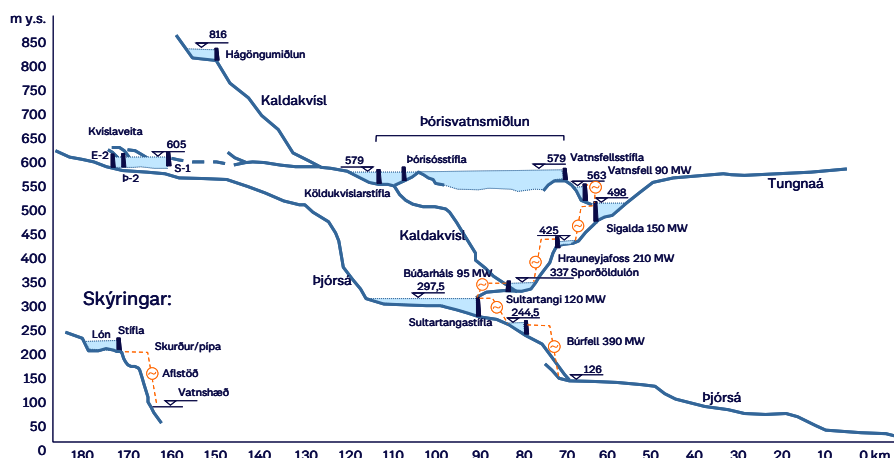 m y.s.
850
800
750
700
650
600
550
500
450
400
350
300
250
200
150
100
50
0
816
Hágöngumiðlun
Kaldakvísl
Kvíslaveita
E-2
605
S-1
Þ-2
Þórisvatnsmiðlun
579
Þórisósstífla
Köldukvíslarstífla
579
Vatnsfellsstífla
Vatnsfell 90 MW
563
498
Tungnaá
Sigalda 150 MW
Kaldakvísl
425
Hrauneyjafoss 210 MW
Búðarháls 95 MW
337 Sporðöldulón
Þjórsá
297,5
Sultartangi 120 MW
244,5
Sultartangastífla
Búrfell 390 MW
126
Þjórsá
Skýringar:
Lón
Stífla
Skurður/pípa
Aflstöð
Vatnshæð
180 170 160 150 140 130 120 110 100 90 80 70 60 50 40 30 20 10 0 km